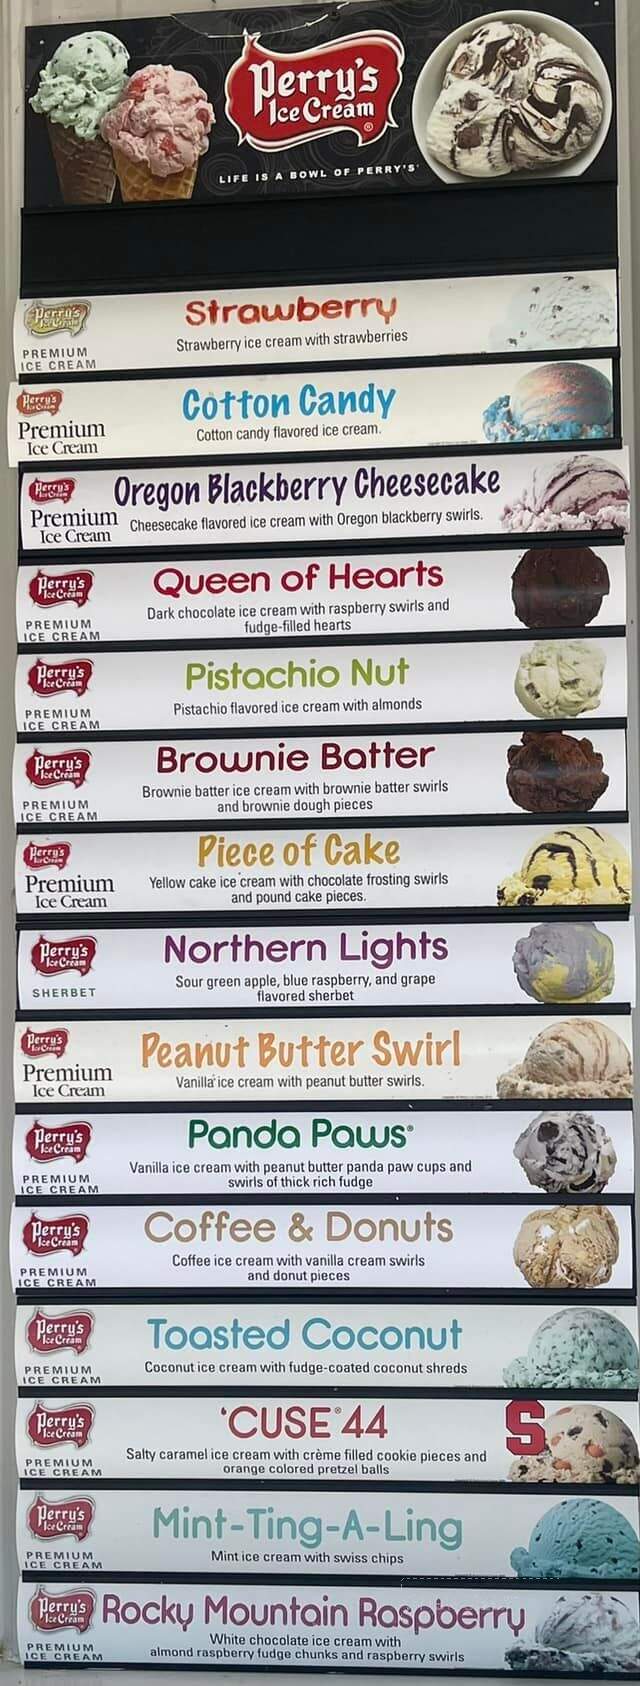 Perry's
Ice Cream®
LIFE IS A BOWL OF PERRY'S®
Perry's
Ice Cream
PREMIUM
ICE CREAM
Strawberry
Strawberry ice cream with strawberries
Perry's
Ice Cream
Premium
Ice Cream
Cotton Candy
Cotton candy flavored ice cream.
Perry's
Ice Cream
Premium
Ice Cream
Oregon Blackberry Cheesecake
Cheesecake flavored ice cream with Oregon blackberry swirls.
Perry's
Ice Cream
PREMIUM
ICE CREAM
Queen of Hearts
Dark chocolate ice cream with raspberry swirls and
fudge-filled hearts
Perry's
Ice Cream
PREMIUM
ICE CREAM
Pistachio Nut
Pistachio flavored ice cream with almonds
Perry's
Ice Cream
PREMIUM
ICE CREAM
Brownie Batter
Brownie batter ice cream with brownie batter swirls
and brownie dough pieces
Perry's
Ice Cream
Premium
Ice Cream
Piece of Cake
Yellow cake ice cream with chocolate frosting swirls
and pound cake pieces.
Perry's
Ice Cream
SHERBET
Northern Lights
Sour green apple, blue raspberry, and grape
flavored sherbet
Perry's
Ice Cream
Premium
Ice Cream
Peanut Butter Swirl
Vanilla ice cream with peanut butter swirls.
Perry's
Ice Cream
PREMIUM
ICE CREAM
Panda Paws®
Vanilla ice cream with peanut butter panda paw cups and
swirls of thick rich fudge
Perry's
Ice Cream
PREMIUM
ICE CREAM
Coffee & Donuts
Coffee ice cream with vanilla cream swirls
and donut pieces
Perry's
Ice Cream
PREMIUM
ICE CREAM
Toasted Coconut
Coconut ice cream with fudge-coated coconut shreds
Perry's
Ice Cream
PREMIUM
ICE CREAM
'CUSE® 44
S
Salty caramel ice cream with crème filled cookie pieces and
orange colored pretzel balls
Perry's
Ice Cream
PREMIUM
ICE CREAM
Mint-Ting-A-Ling
Mint ice cream with swiss chips
Perry's
Ice Cream
PREMIUM
ICE CREAM
Rocky Mountain Raspberry
White chocolate ice cream with
almond raspberry fudge chunks and raspberry swirls